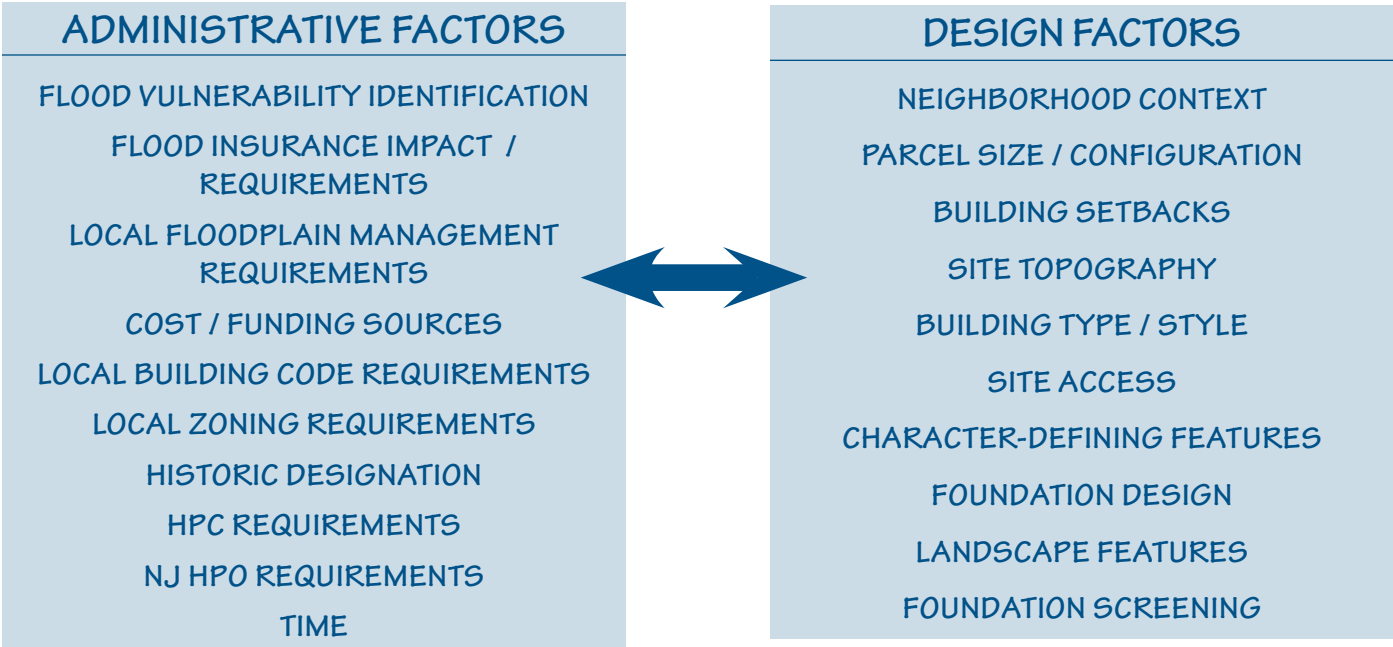 ADMINISTRATIVE FACTORS
FLOOD VULNERABILITY IDENTIFICATION
FLOOD INSURANCE IMPACT /
REQUIREMENTS
LOCAL FLOODPLAIN MANAGEMENT
REQUIREMENTS
COST / FUNDING SOURCES
LOCAL BUILDING CODE REQUIREMENTS
LOCAL ZONING REQUIREMENTS
HISTORIC DESIGNATION
HPC REQUIREMENTS
NJ HPO REQUIREMENTS
TIME
DESIGN FACTORS
NEIGHBORHOOD CONTEXT
PARCEL SIZE / CONFIGURATION
BUILDING SETBACKS
SITE TOPOGRAPHY
BUILDING TYPE / STYLE
SITE ACCESS
CHARACTER-DEFINING FEATURES
FOUNDATION DESIGN
LANDSCAPE FEATURES
FOUNDATION SCREENING